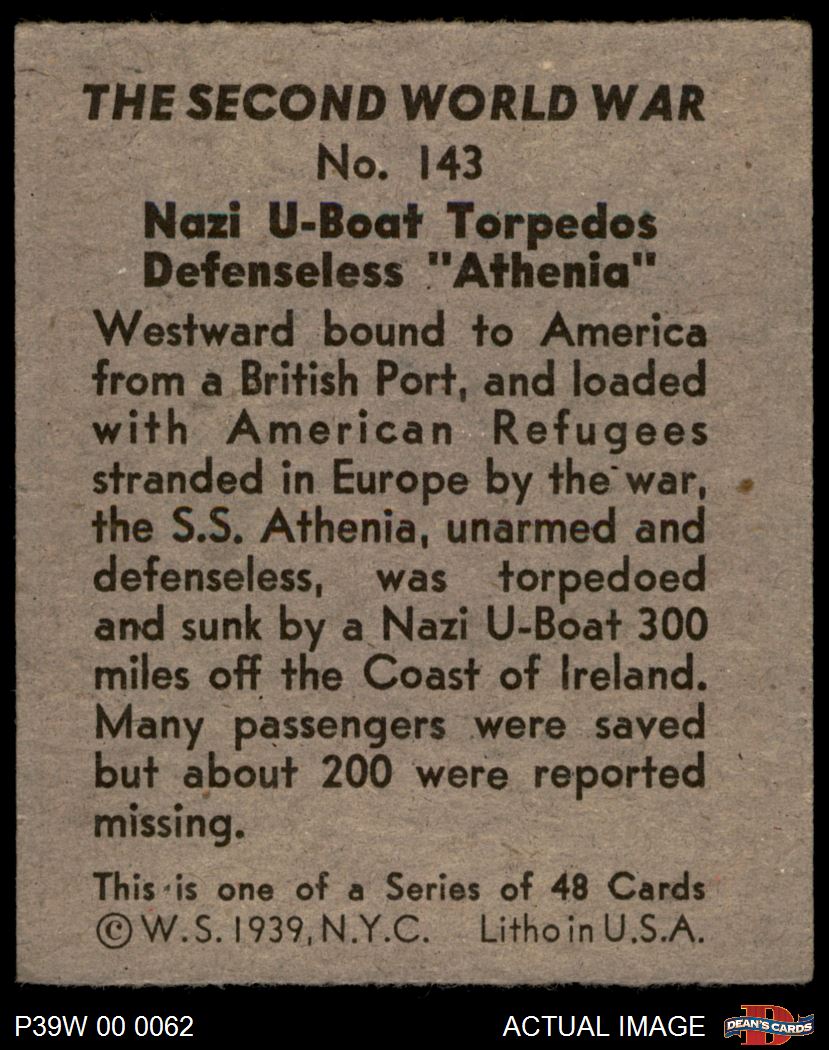 THE SECOND WORLD WAR
No. 143
Nazi U-Boat Torpedos
Defenseless "Athenia"
Westward bound to America
from a British Port, and loaded
with American Refugees
stranded in Europe by the war,
the S.S. Athenia, unarmed and
defenseless, was torpedoed
and sunk by a Nazi U-Boat 300
miles off the Coast of Ireland.
Many passengers were saved
but about 200 were reported
missing.
This is one of a Series of 48 Cards
©W.S. 1939, N.Y.C. Litho in U.S.A.
P39W 00 0062 ACTUAL IMAGE DEAN'S CARDS